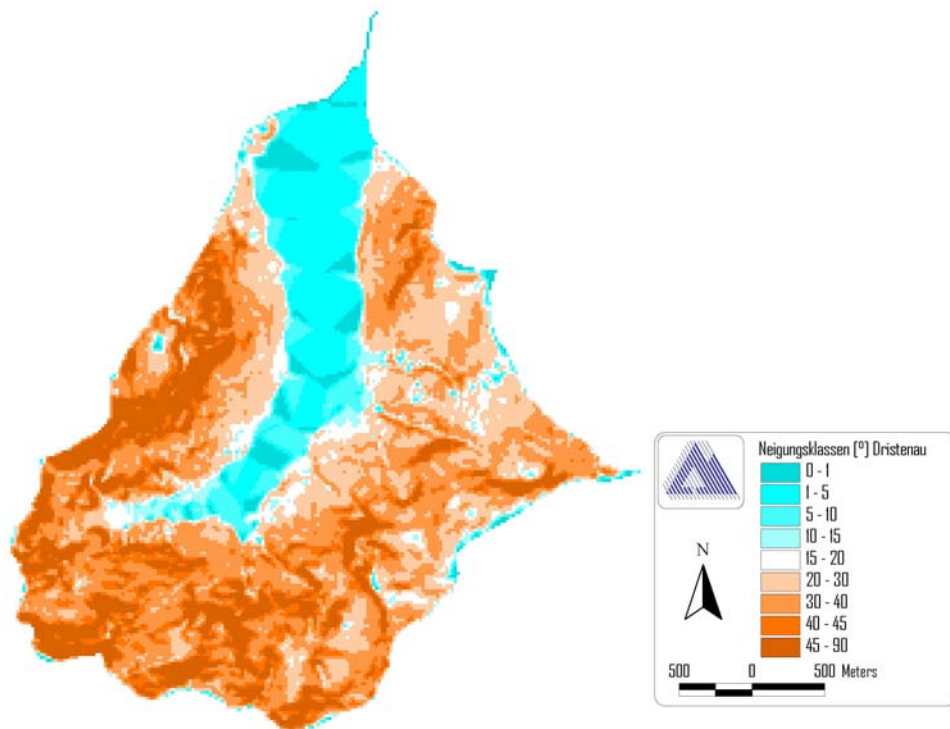 Neigungsklassen [°] Dristenau
0 - 1
1 - 5
5 - 10
10 - 15
15 - 20
20 - 30
30 - 40
40 - 45
45 - 90
N
500 0 500 Meters